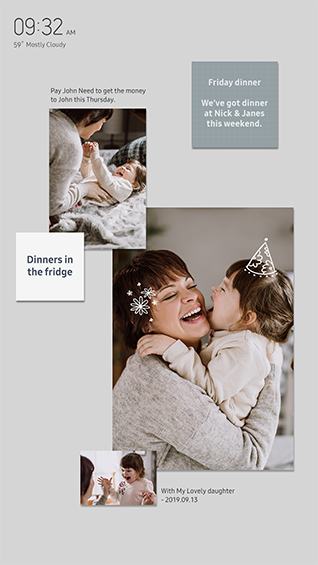 09:32 AM
59° Mostly Cloudy
Pay John Need to get the money
to John this Thursday.
Friday dinner
We've got dinner
at Nick & Janes
this weekend.
Dinners in
the fridge
With My Lovely daughter
- 2019.09.13